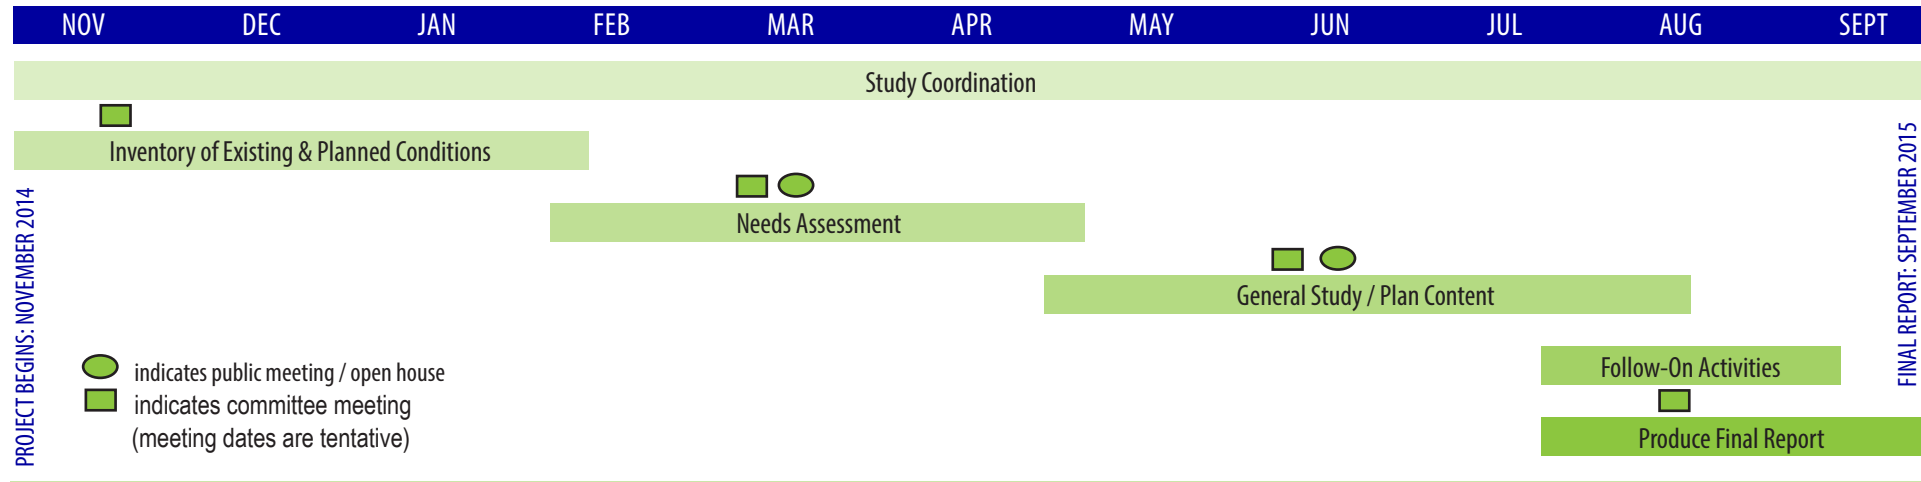 NOV DEC JAN FEB MAR APR MAY JUN JUL AUG SEPT
Study Coordination
Inventory of Existing & Planned Conditions
Needs Assessment
General Study / Plan Content
Follow-On Activities
Produce Final Report
PROJECT BEGINS: NOVEMBER 2014
FINAL REPORT: SEPTEMBER 2015
indicates public meeting / open house
indicates committee meeting
(meeting dates are tentative)